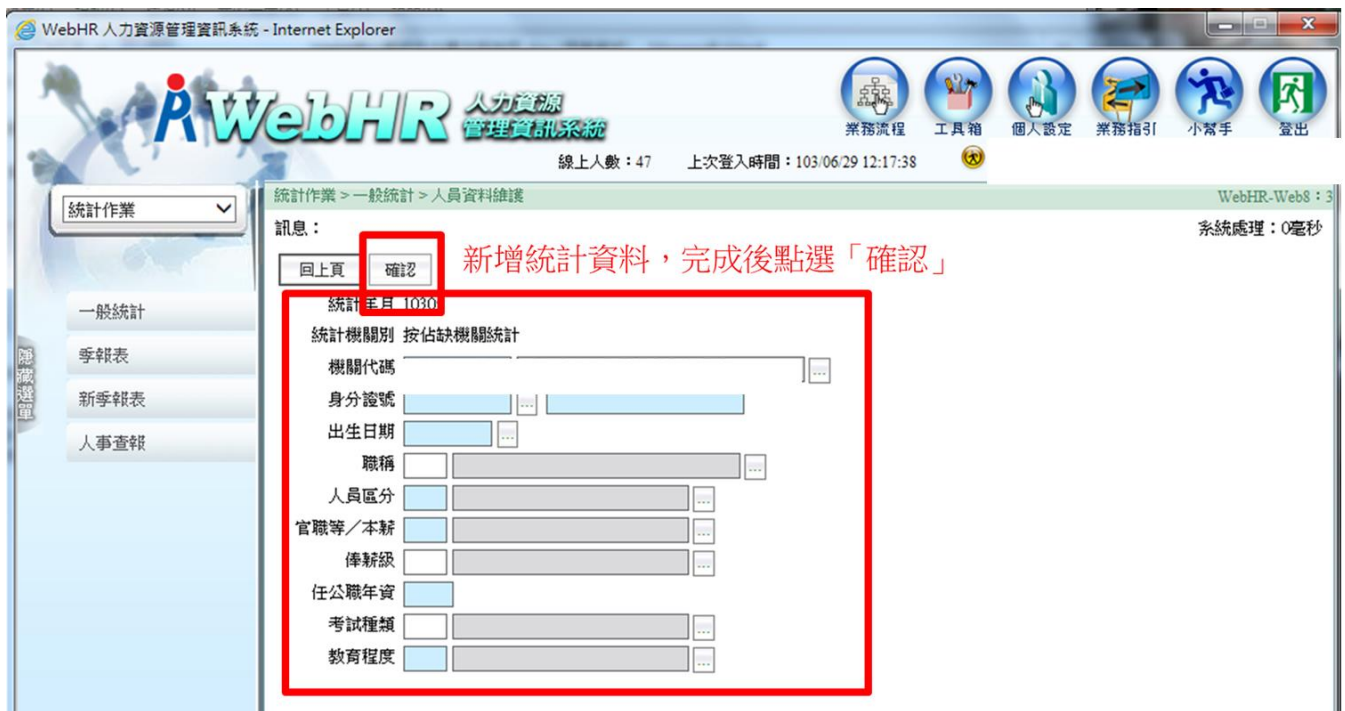 WebHR 人力資源管理資訊系統 - Internet Explorer
WebHR 人力資源
管理資訊系統
業務流程 工具箱 個人設定 業務指引 小幫手 登出
線上人數：47 上次登入時間：103/06/29 12:17:38
統計作業
統計作業 > 一般統計 > 人員資料維護 WebHR-Web8：3
訊息： 系統處理：0毫秒
回上頁 確認 新增統計資料，完成後點選「確認」
一般統計
季報表
新季報表
人事查報
隱藏選單
統計年月 1030
統計機關別 按佔缺機關統計
機關代碼 ...
身分證號 ...
出生日期 ...
職稱 ...
人員區分 ...
官職等／本薪 ...
俸薪級 ...
任公職年資
考試種類 ...
教育程度 ...